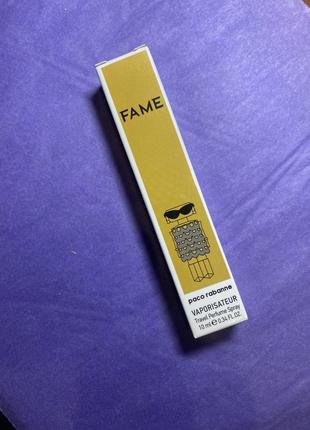 FAME
paco rabanne
VAPORISATEUR
Travel Perfume Spray
10 ml ℮ 0.34 FL.OZ.